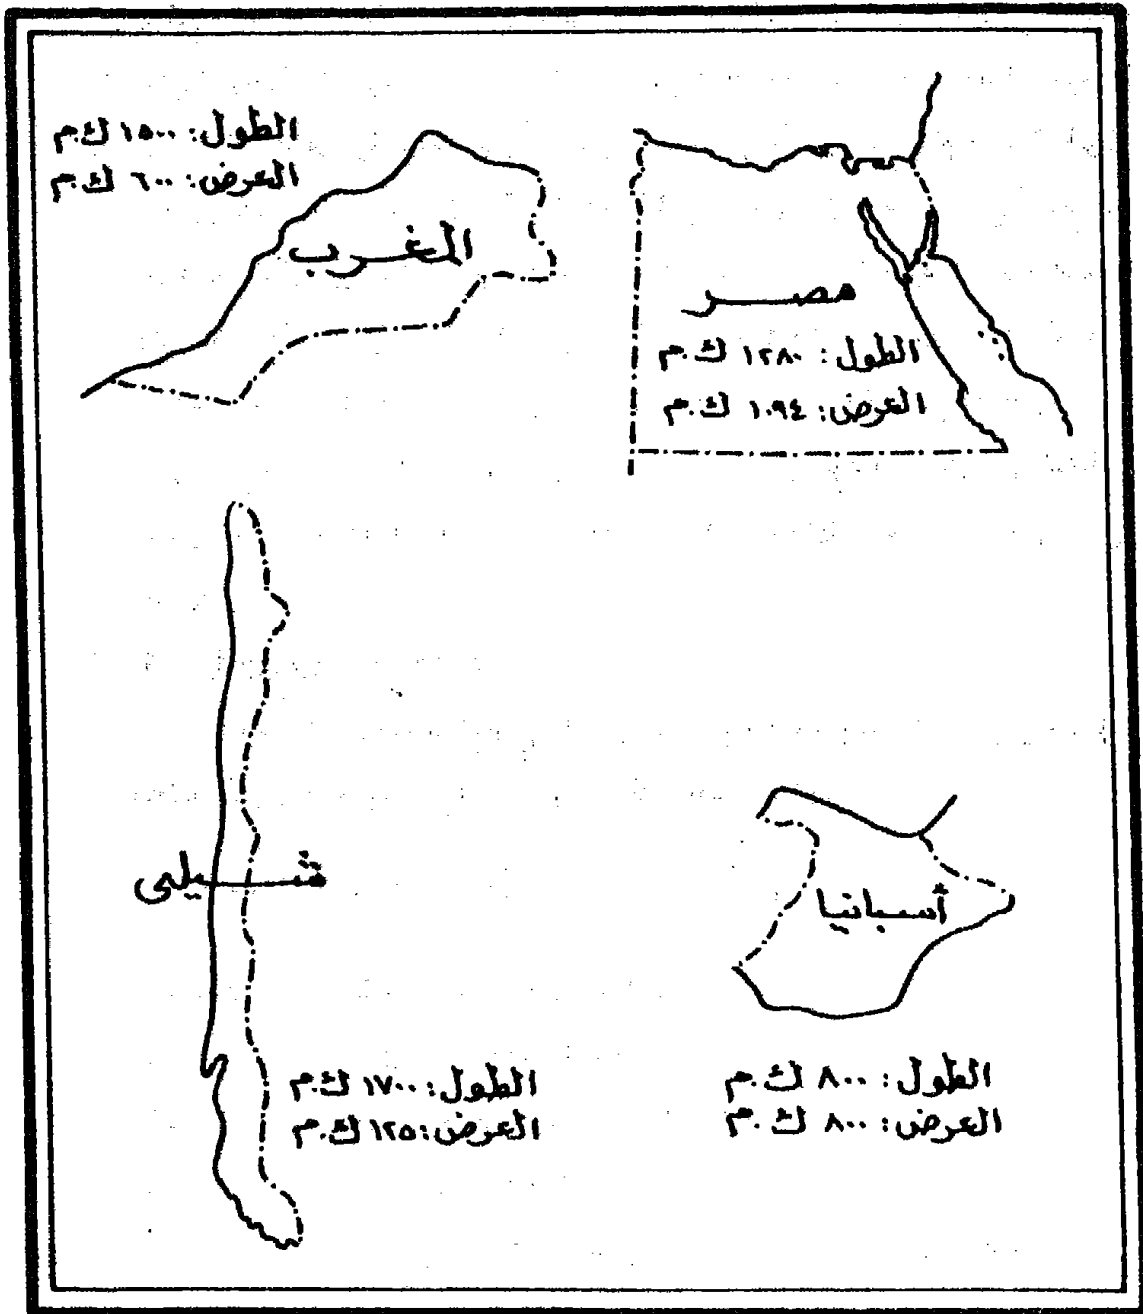 الطول: ١٥٠٠ ك.م
العرض: ٦٠٠ ك.م
المغرب
مصر
الطول: ١٢٨٠ ك.م
العرض: ١٠٩٤ ك.م
شيلى
الطول: ١٧٠٠ ك.م
العرض: ١٢٥ ك.م
أسبانيا
الطول: ٨٠٠ ك.م
العرض: ٨٠٠ ك.م